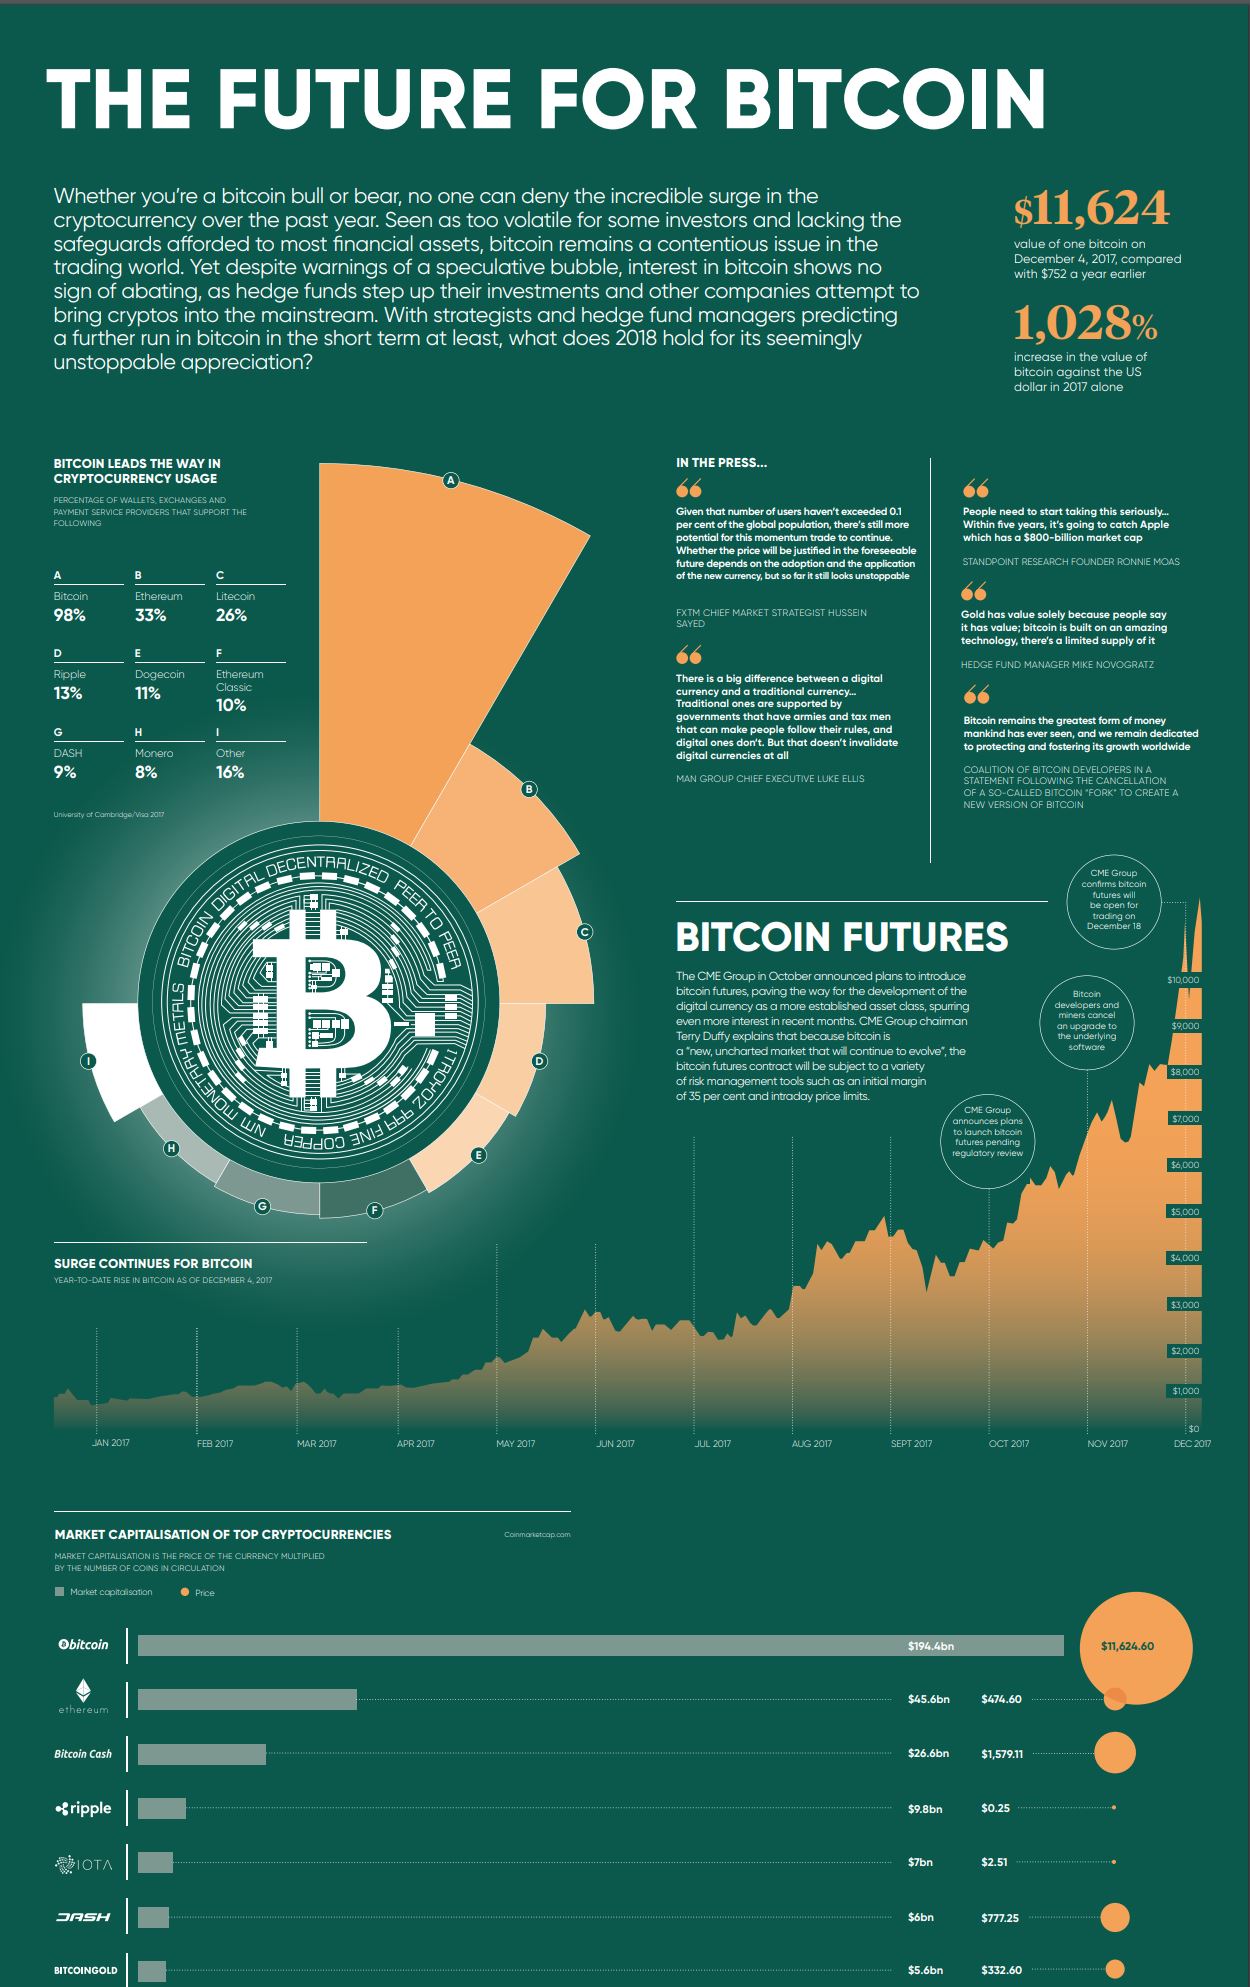 THE FUTURE FOR BITCOIN
Whether you're a bitcoin bull or bear, no one can deny the incredible surge in the
cryptocurrency over the past year. Seen as too volatile for some investors and lacking the
safeguards afforded to most financial assets, bitcoin remains a contentious issue in the
trading world. Yet despite warnings of a speculative bubble, interest in bitcoin shows no
sign of abating, as hedge funds step up their investments and other companies attempt to
bring cryptos into the mainstream. With strategists and hedge fund managers predicting
a further run in bitcoin in the short term at least, what does 2018 hold for its seemingly
unstoppable appreciation?
$11,624
value of one bitcoin on
December 4, 2017, compared
with $752 a year earlier
1,028%
increase in the value of
bitcoin against the US
dollar in 2017 alone
BITCOIN LEADS THE WAY IN
CRYPTOCURRENCY USAGE
PERCENTAGE OF WALLETS, EXCHANGES AND
PAYMENT SERVICE PROVIDERS THAT SUPPORT THE
FOLLOWING
A B C
Bitcoin Ethereum Litecoin
98% 33% 26%
D E F
Ripple Dogecoin Ethereum
Classic
13% 11% 10%
G H I
DASH Monero Other
9% 8% 16%
University of Cambridge/Visa 2017
A
B
C
D
E
F
G
H
I
BITCOIN DIGITAL DECENTRALIZED PEER TO PEER
1 TROY OZ .999 FINE COPPER
NTM MONETARY METALS
IN THE PRESS...
“
Given that number of users haven't exceeded 0.1
per cent of the global population, there's still more
potential for this momentum trade to continue.
Whether the price will be justified in the foreseeable
future depends on the adoption and the application
of the new currency, but so far it still looks unstoppable
FXTM CHIEF MARKET STRATEGIST HUSSEIN
SAYED
“
There is a big difference between a digital
currency and a traditional currency...
Traditional ones are supported by
governments that have armies and tax men
that can make people follow their rules, and
digital ones don't. But that doesn't invalidate
digital currencies at all
MAN GROUP CHIEF EXECUTIVE LUKE ELLIS
“
People need to start taking this seriously...
Within five years, it's going to catch Apple
which has a $800-billion market cap
STANDPOINT RESEARCH FOUNDER RONNIE MOAS
“
Gold has value solely because people say
it has value; bitcoin is built on an amazing
technology, there's a limited supply of it
HEDGE FUND MANAGER MIKE NOVOGRATZ
“
Bitcoin remains the greatest form of money
mankind has ever seen, and we remain dedicated
to protecting and fostering its growth worldwide
COALITION OF BITCOIN DEVELOPERS IN A
STATEMENT FOLLOWING THE CANCELLATION
OF A SO-CALLED BITCOIN "FORK" TO CREATE A
NEW VERSION OF BITCOIN
BITCOIN FUTURES
The CME Group in October announced plans to introduce
bitcoin futures, paving the way for the development of the
digital currency as a more established asset class, spurring
even more interest in recent months. CME Group chairman
Terry Duffy explains that because bitcoin is
a "new, uncharted market that will continue to evolve", the
bitcoin futures contract will be subject to a variety
of risk management tools such as an initial margin
of 35 per cent and intraday price limits.
CME Group
confirms bitcoin
futures will
be open for
trading on
December 18
Bitcoin
developers and
miners cancel
an upgrade to
the underlying
software
CME Group
announces plans
to launch bitcoin
futures pending
regulatory review
SURGE CONTINUES FOR BITCOIN
YEAR-TO-DATE RISE IN BITCOIN AS OF DECEMBER 4, 2017
$10,000
$9,000
$8,000
$7,000
$6,000
$5,000
$4,000
$3,000
$2,000
$1,000
$0
JAN 2017 FEB 2017 MAR 2017 APR 2017 MAY 2017 JUN 2017 JUL 2017 AUG 2017 SEPT 2017 OCT 2017 NOV 2017 DEC 2017
MARKET CAPITALISATION OF TOP CRYPTOCURRENCIES
Coinmarketcap.com
MARKET CAPITALISATION IS THE PRICE OF THE CURRENCY MULTIPLIED
BY THE NUMBER OF COINS IN CIRCULATION
Market capitalisation Price
bitcoin $194.4bn $11,624.60
ethereum $45.6bn $474.60
Bitcoin Cash $26.6bn $1,579.11
ripple $9.8bn $0.25
IOTA $7bn $2.51
DASH $6bn $777.25
BITCOINGOLD $5.6bn $332.60